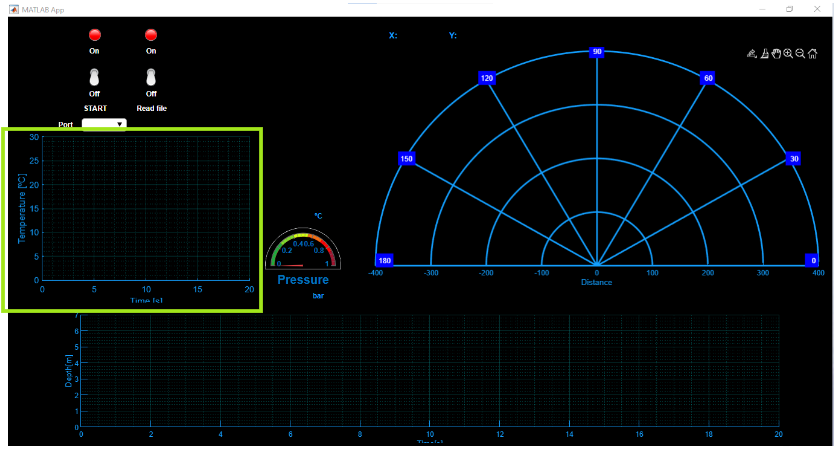 MATLAB App
X: Y:
On On
Off Off
START Read file
Port
90
120 60
150 30
180 0
-400 -300 -200 -100 0 100 200 300 400
Distance
30
25
20
15
10
5
0
Temperature [ºC]
0 5 10 15 20
Time [s]
ºC
0 0.2 0.4 0.6 0.8 1
Pressure
bar
7
6
5
4
3
2
1
0
Depth[m]
0 2 4 6 8 10 12 14 16 18 20
Time[s]